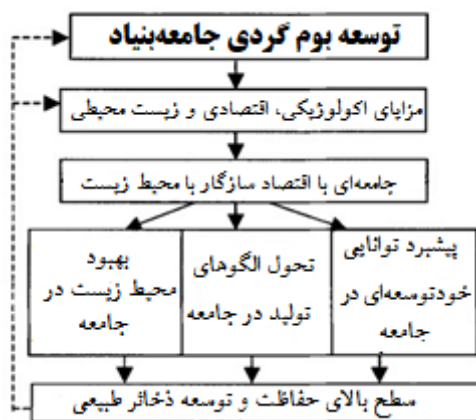 توسعه بوم گردی جامعه‌بنیاد
مزایای اکولوژیکی، اقتصادی و زیست محیطی
جامعه‌ای با اقتصاد سازگار با محیط زیست
پیشبرد توانایی
خودتوسعه‌ای در
جامعه
تحول الگوهای
تولید در جامعه
بهبود
محیط زیست در
جامعه
سطح بالای حفاظت و توسعه ذخائر طبیعی